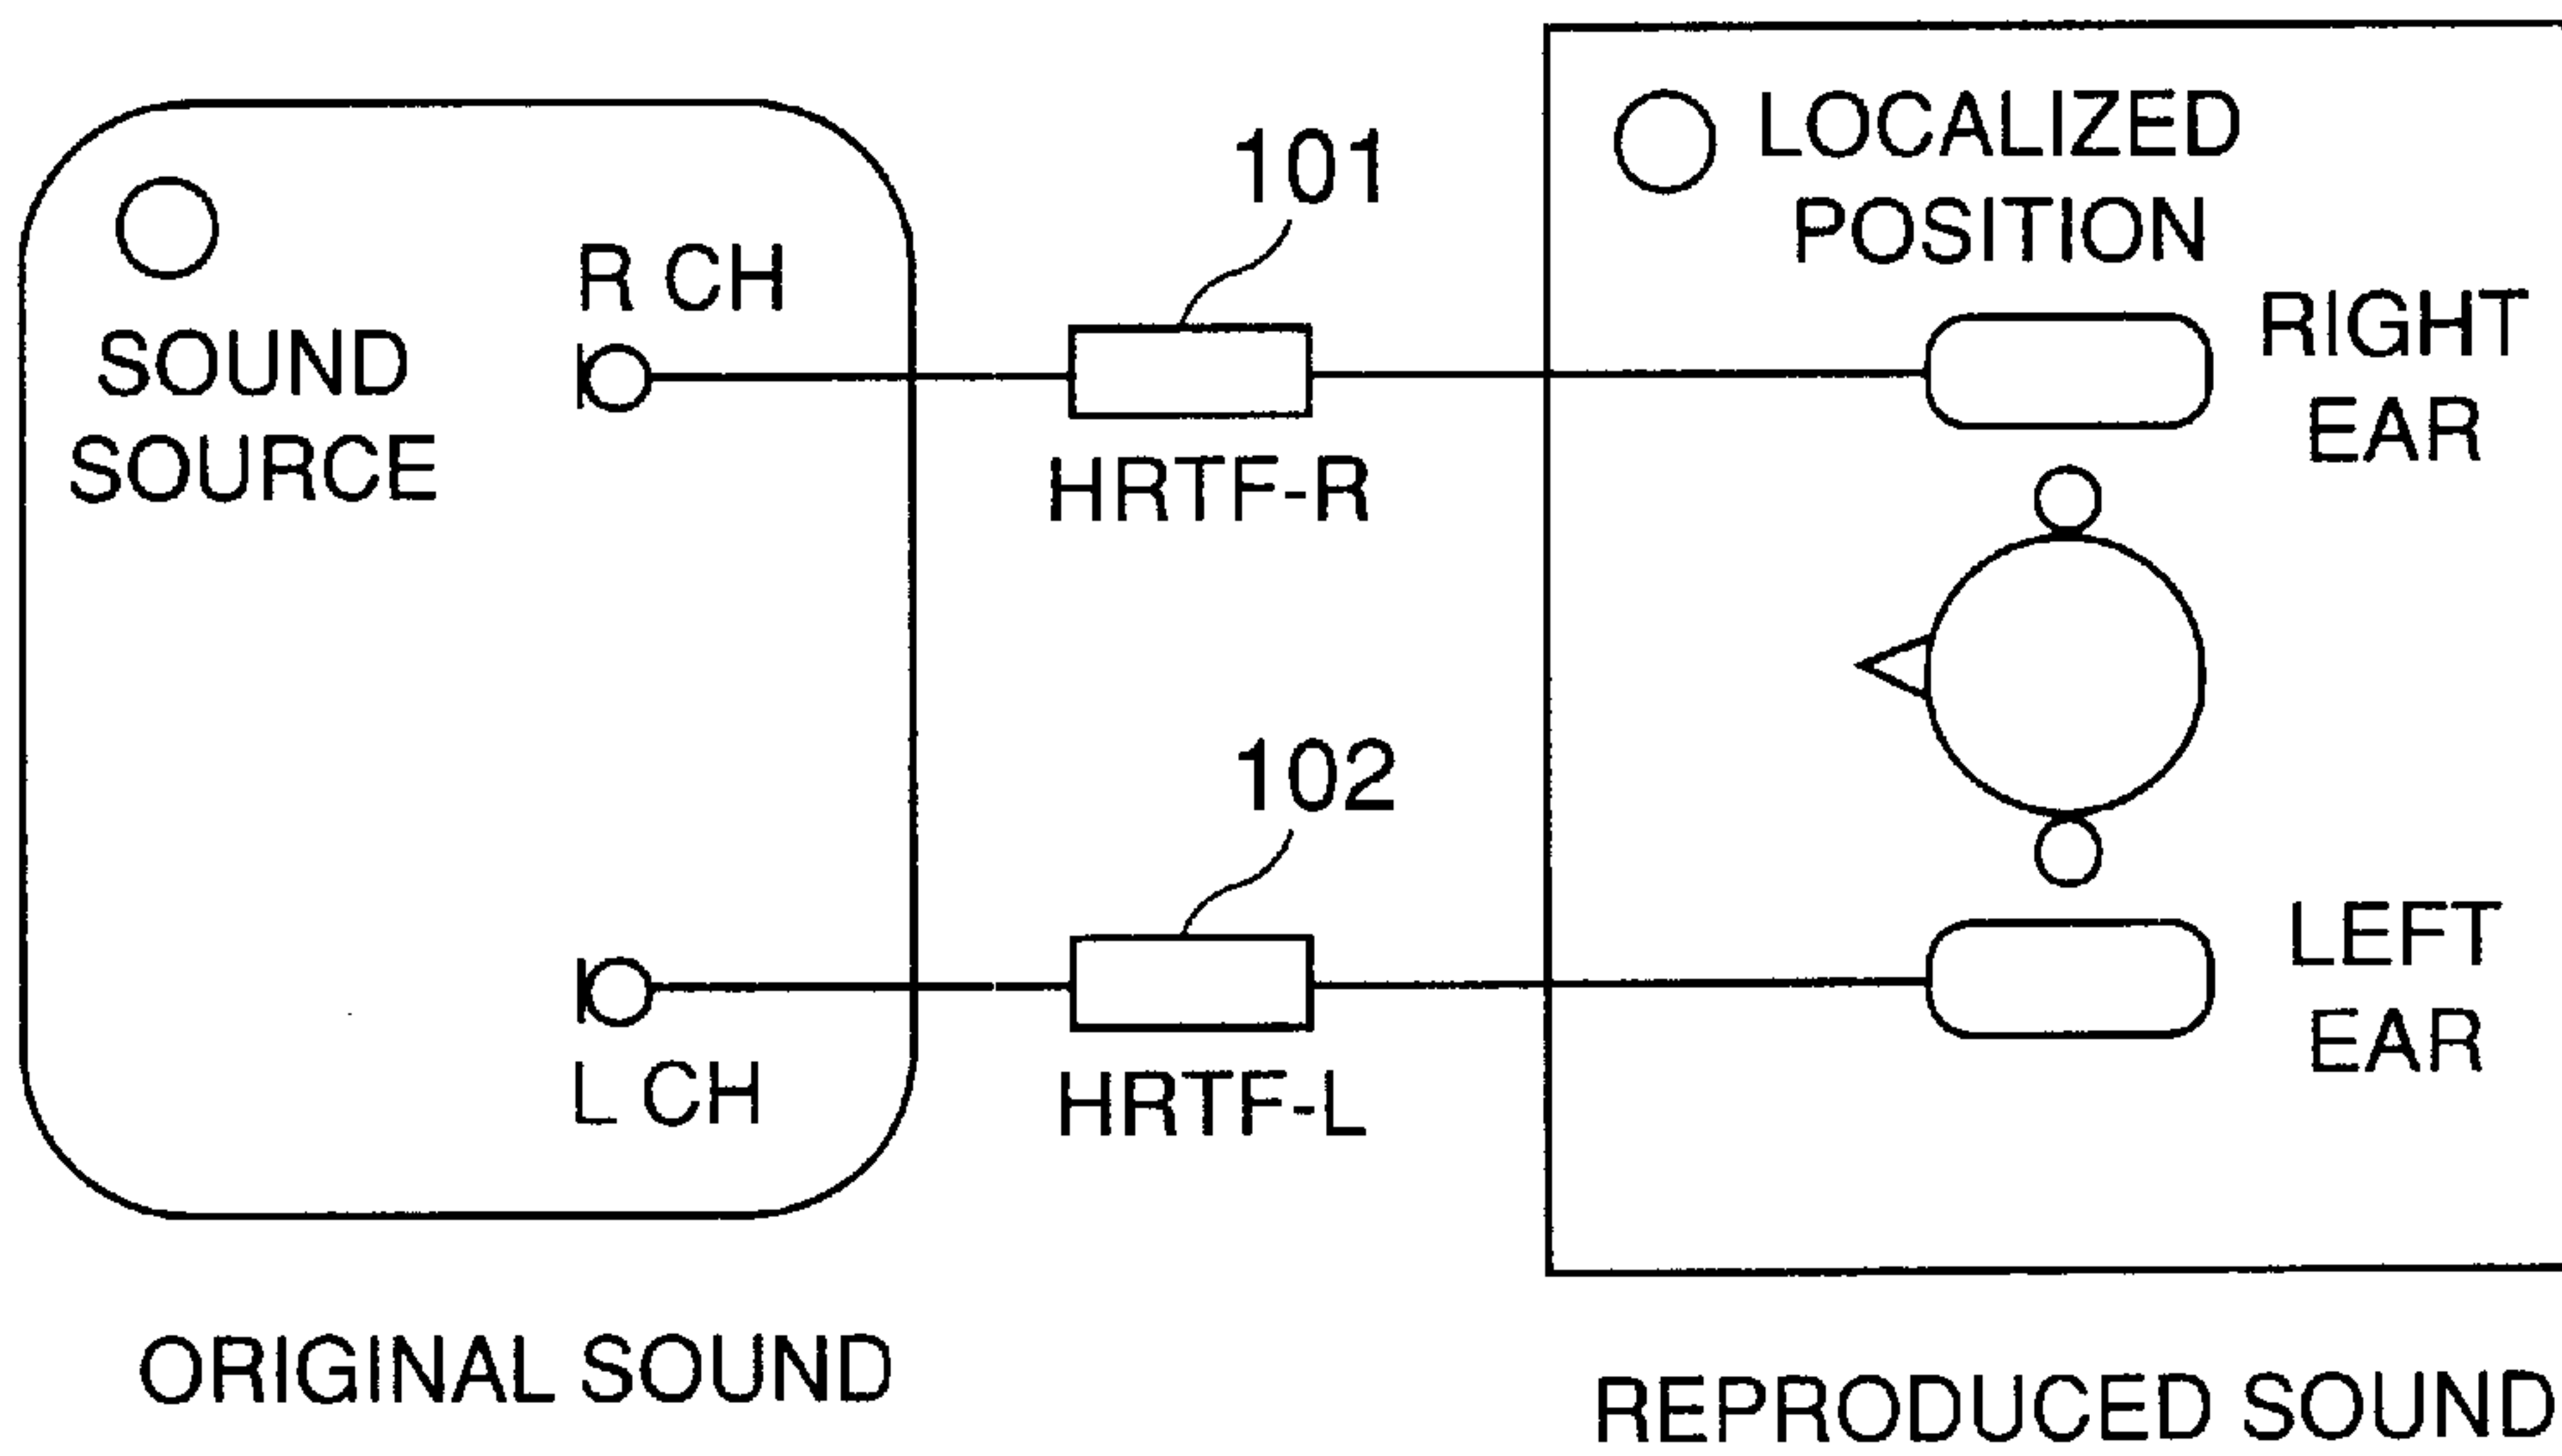 SOUND
SOURCE
R CH
L CH
ORIGINAL SOUND
101
HRTF-R
102
HRTF-L
LOCALIZED
POSITION
RIGHT
EAR
LEFT
EAR
REPRODUCED SOUND